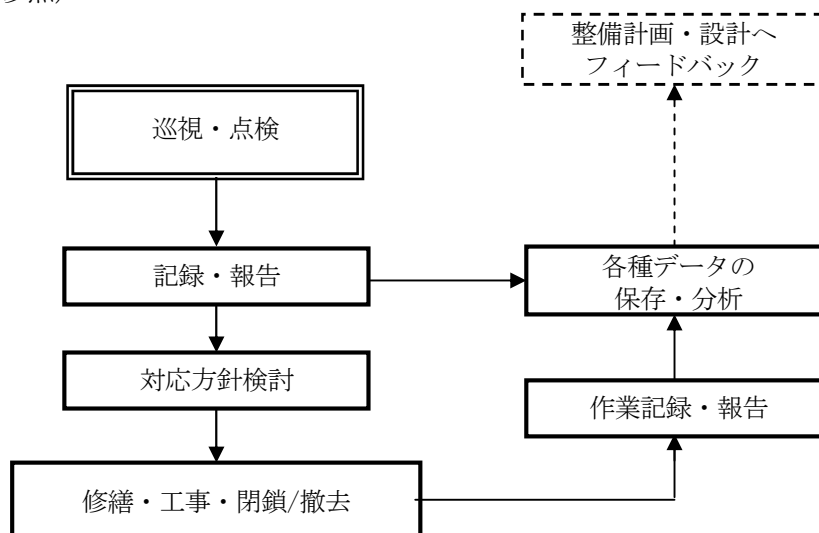 整備計画・設計へ
フィードバック
巡視・点検
記録・報告
各種データの
保存・分析
対応方針検討
作業記録・報告
修繕・工事・閉鎖/撤去